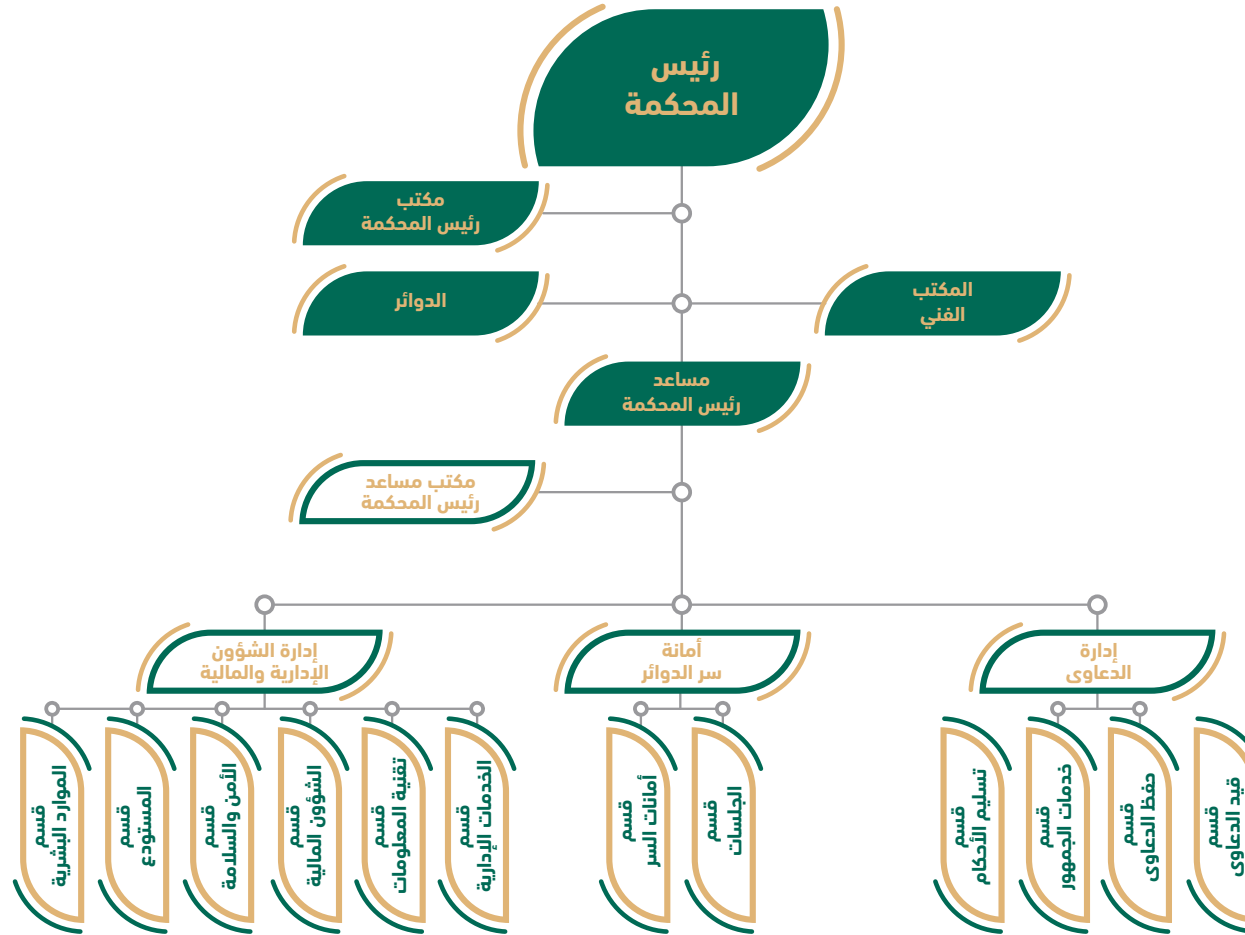 رئيس
المحكمة
مكتب
رئيس المحكمة
المكتب
الفني
الدوائر
مساعد
رئيس المحكمة
مكتب مساعد
رئيس المحكمة
إدارة
الدعاوى
أمانة
سر الدوائر
إدارة الشؤون
الإدارية والمالية
قسم
قيد الدعاوى
قسم
حفظ الدعاوى
قسم
خدمات الجمهور
قسم
تسليم الأحكام
قسم
الجلسات
قسم
أمانات السر
قسم
الخدمات الإدارية
قسم
تقنية المعلومات
قسم
الشؤون المالية
قسم
الأمن والسلامة
قسم
المستودع
قسم
الموارد البشرية